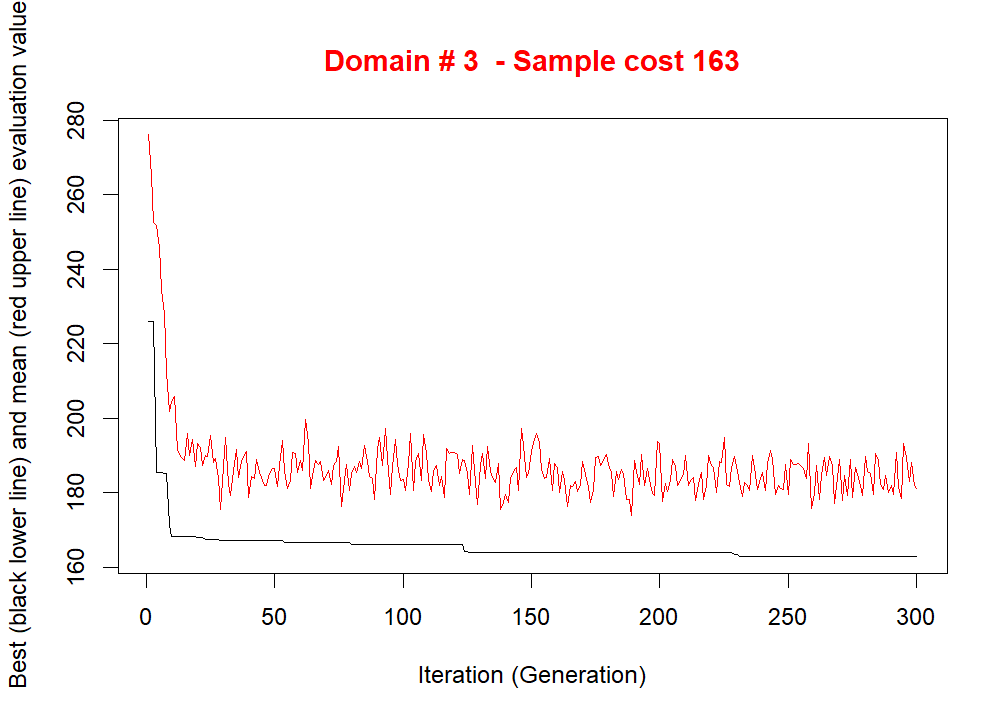 Domain # 3  - Sample cost 163
Best (black lower line) and mean (red upper line) evaluation value
280
260
240
220
200
180
160
0 50 100 150 200 250 300
Iteration (Generation)